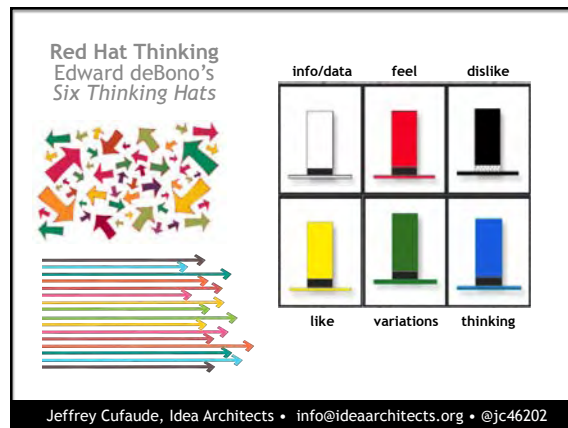 Red Hat Thinking
Edward deBono's
Six Thinking Hats
info/data feel dislike
like variations thinking
Jeffrey Cufaude, Idea Architects • info@ideaarchitects.org • @jc46202